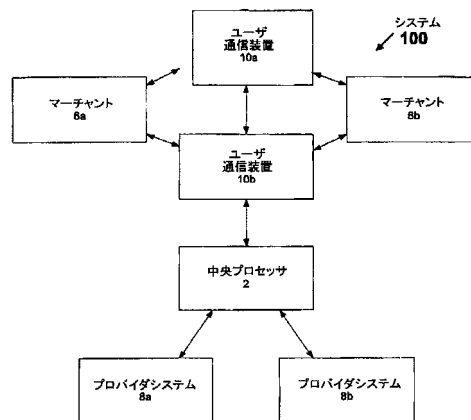 システム
100
ユーザ
通信装置
10a
マーチャント
6a
マーチャント
6b
ユーザ
通信装置
10b
中央プロセッサ
2
プロバイダシステム
8a
プロバイダシステム
8b